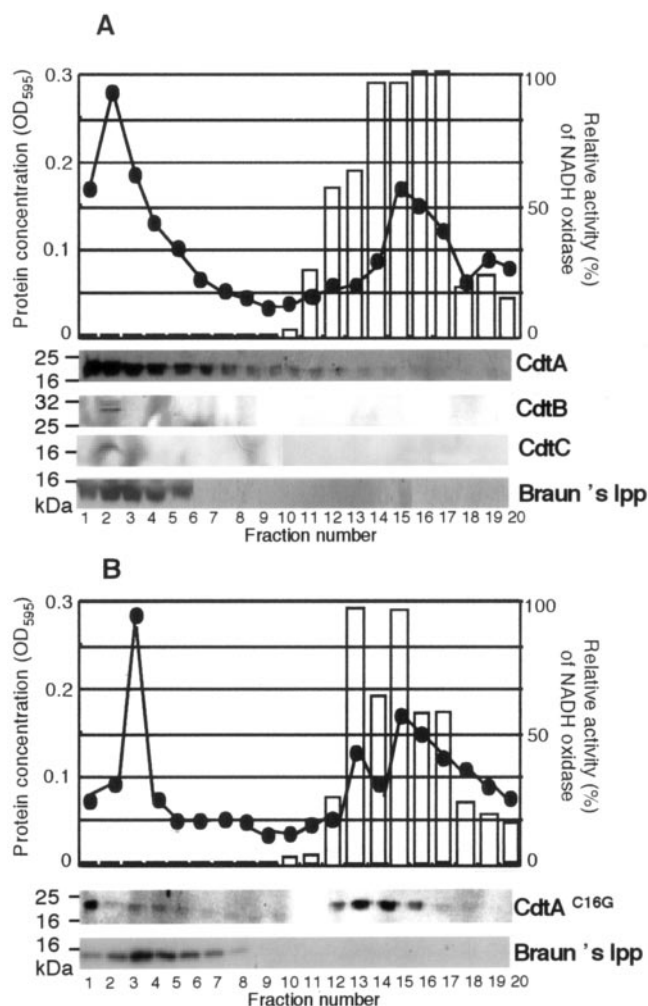 A
Protein concentration (OD595)
0.3
0.2
0.1
0
100
50
0
Relative activity (%)
of NADH oxidase
25
16
CdtA
32
25
CdtB
16
CdtC
16
kDa
Braun 's lpp
1 2 3 4 5 6 7 8 9 10 11 12 13 14 15 16 17 18 19 20
Fraction number
B
Protein concentration (OD595)
0.3
0.2
0.1
0
100
50
0
Relative activity (%)
of NADH oxidase
25
16
CdtA C16G
16
kDa
Braun 's lpp
1 2 3 4 5 6 7 8 9 10 11 12 13 14 15 16 17 18 19 20
Fraction number